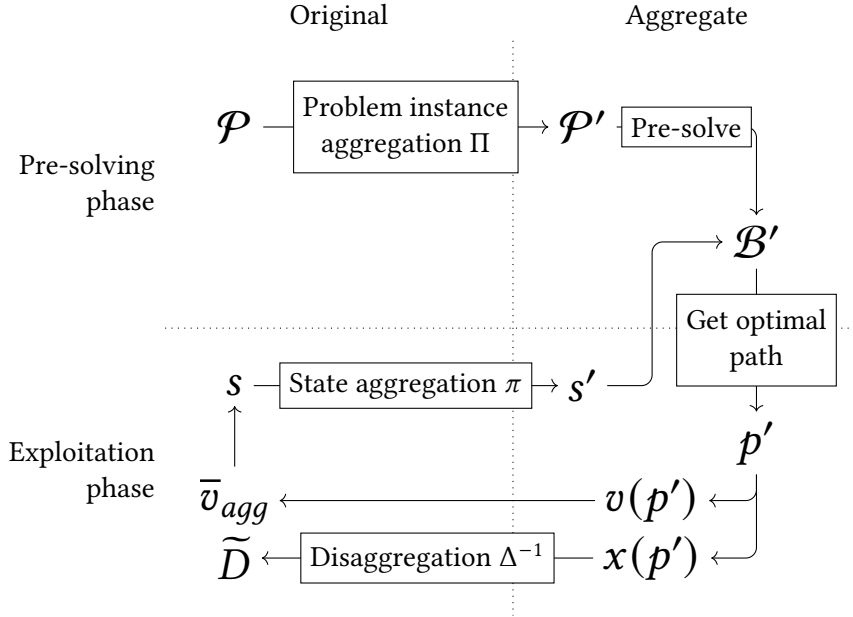 Original
Aggregate
Pre-solving
phase
𝒫
Problem instance
aggregation Π
𝒫′
Pre-solve
ℬ′
Get optimal
path
Exploitation
phase
s
State aggregation π
s′
p′
v̅_agg
v(p′)
D̃
Disaggregation Δ⁻¹
x(p′)